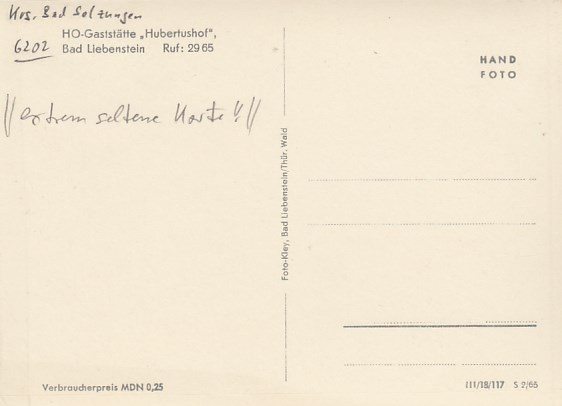 Krs. Bad Salzungen
6202
HO-Gaststätte „Hubertushof“,
Bad Liebenstein Ruf: 29 65
HAND
FOTO
//extrem seltene Karte!!//
Foto-Kley, Bad Liebenstein/Thür. Wald
Verbraucherpreis MDN 0,25
III/18/117 S 2/65